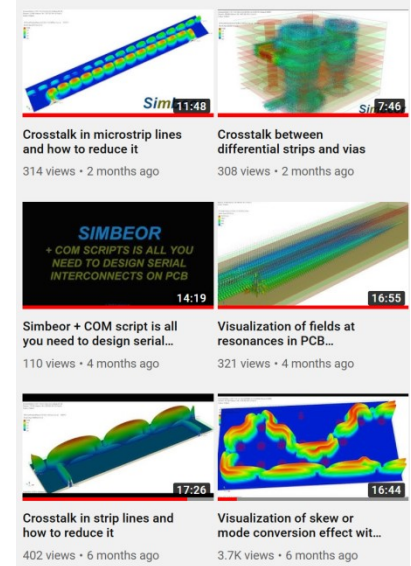 Simb
11:48
Sim
7:46
Crosstalk in microstrip lines
and how to reduce it
314 views • 2 months ago
Crosstalk between
differential strips and vias
308 views • 2 months ago
SIMBEOR
+ COM SCRIPTS IS ALL YOU
NEED TO DESIGN SERIAL
INTERCONNECTS ON PCB
14:19
16:55
Simbeor + COM script is all
you need to design serial...
110 views • 4 months ago
Visualization of fields at
resonances in PCB...
321 views • 4 months ago
17:26
16:44
Crosstalk in strip lines and
how to reduce it
402 views • 6 months ago
Visualization of skew or
mode conversion effect wit...
3.7K views • 6 months ago